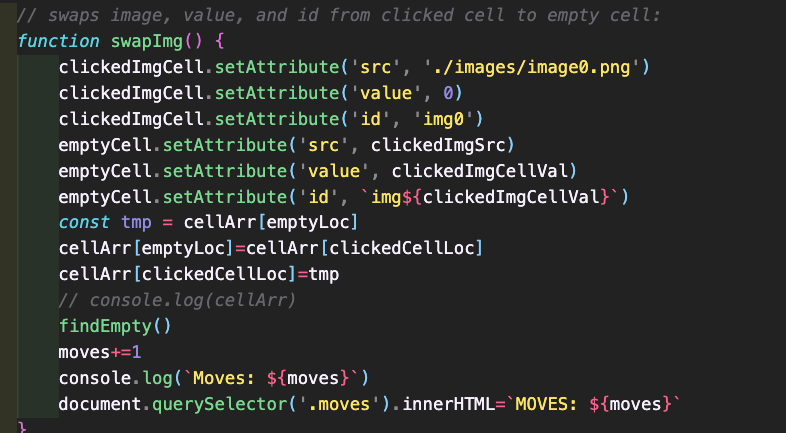 // swaps image, value, and id from clicked cell to empty cell:
function swapImg() {
clickedImgCell.setAttribute('src', './images/image0.png')
clickedImgCell.setAttribute('value', 0)
clickedImgCell.setAttribute('id', 'img0')
emptyCell.setAttribute('src', clickedImgSrc)
emptyCell.setAttribute('value', clickedImgCellVal)
emptyCell.setAttribute('id', `img${clickedImgCellVal}`)
const tmp = cellArr[emptyLoc]
cellArr[emptyLoc]=cellArr[clickedCellLoc]
cellArr[clickedCellLoc]=tmp
// console.log(cellArr)
findEmpty()
moves+=1
console.log(`Moves: ${moves}`)
document.querySelector('.moves').innerHTML=`MOVES: ${moves}`
}